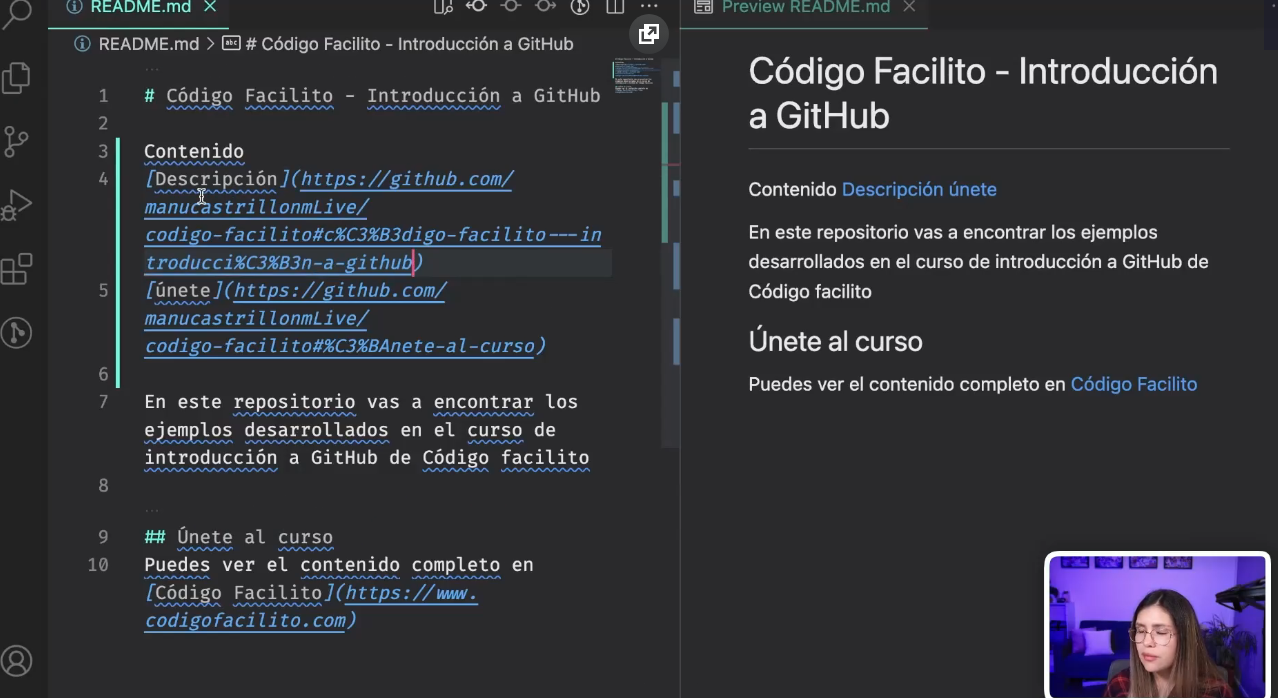 README.md
Preview README.md
README.md > # Código Facilito - Introducción a GitHub
1 # Código Facilito - Introducción a GitHub
2
3 Contenido
4 [Descripción](https://github.com/
manucastrillonmLive/
codigo-facilito#c%C3%B3digo-facilito---in
troducci%C3%B3n-a-github)
5 [únete](https://github.com/
manucastrillonmLive/
codigo-facilito#%C3%BAnete-al-curso)
6
7 En este repositorio vas a encontrar los
ejemplos desarrollados en el curso de
introducción a GitHub de Código facilito
8
9 ## Únete al curso
10 Puedes ver el contenido completo en
[Código Facilito](https://www.
codigofacilito.com)
Código Facilito - Introducción
a GitHub
Contenido Descripción únete
En este repositorio vas a encontrar los ejemplos
desarrollados en el curso de introducción a GitHub de
Código facilito
Únete al curso
Puedes ver el contenido completo en Código Facilito